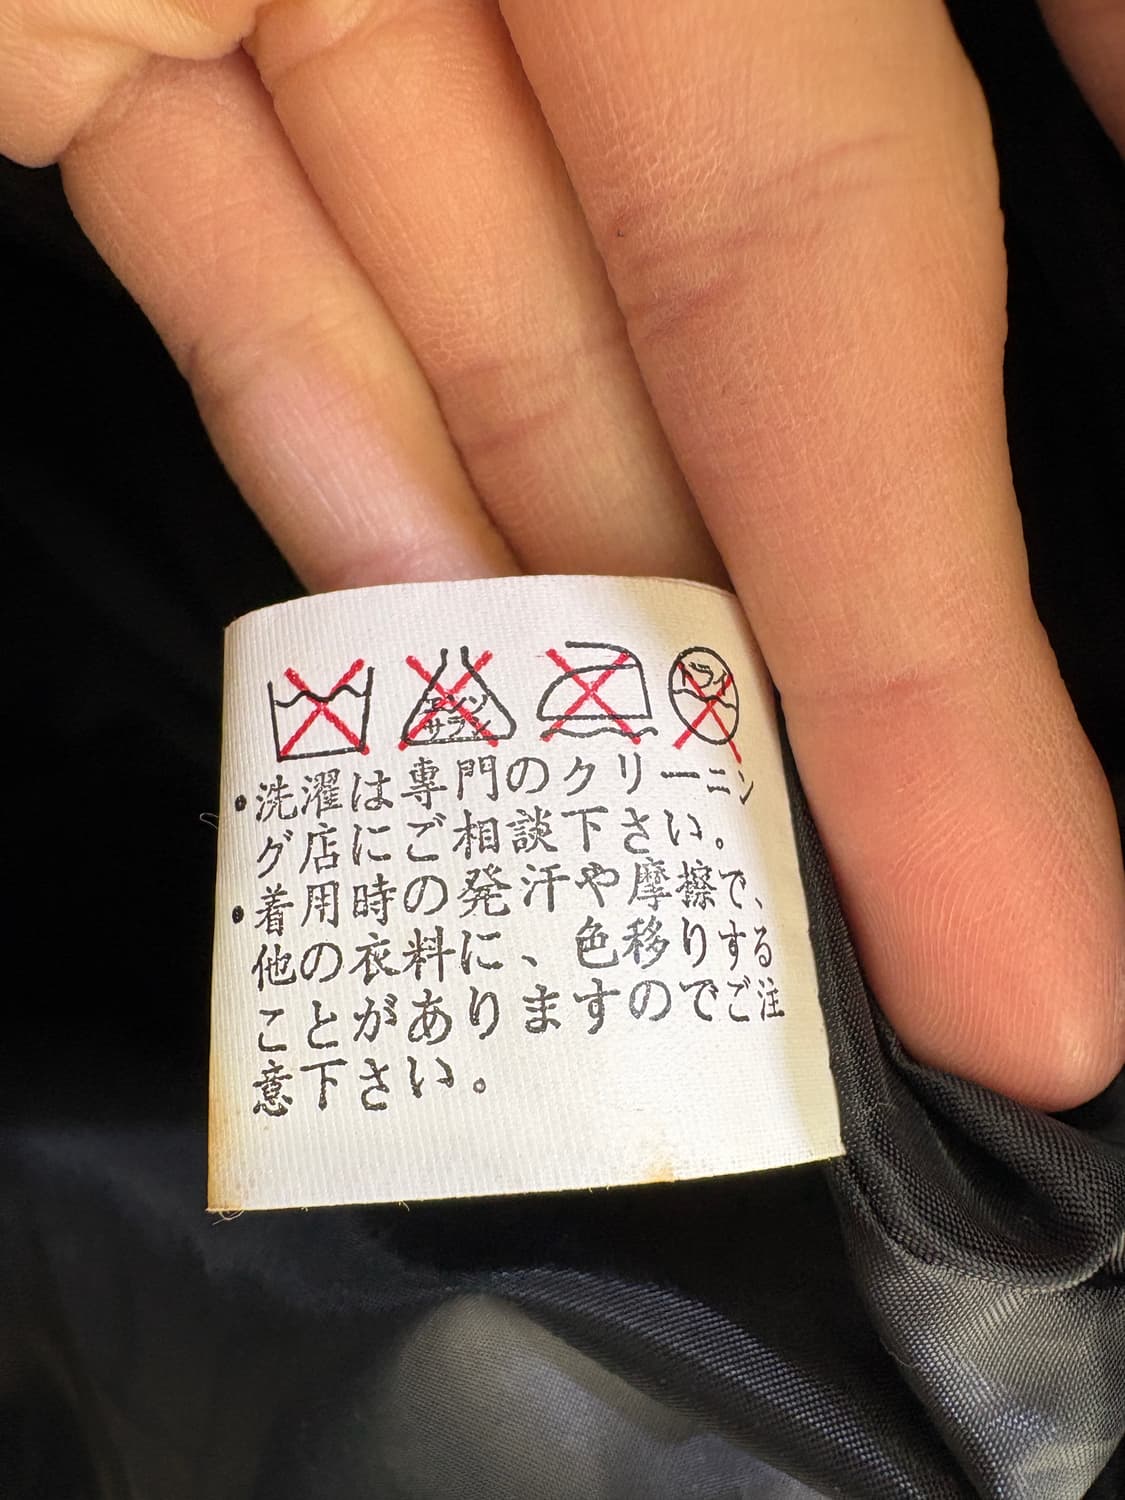 エンソ
サラシ
ドライ
・洗濯は専門のクリーニン
グ店にご相談下さい。
・着用時の発汗や摩擦で、
他の衣料に、色移りする
ことがありますのでご注
意下さい。